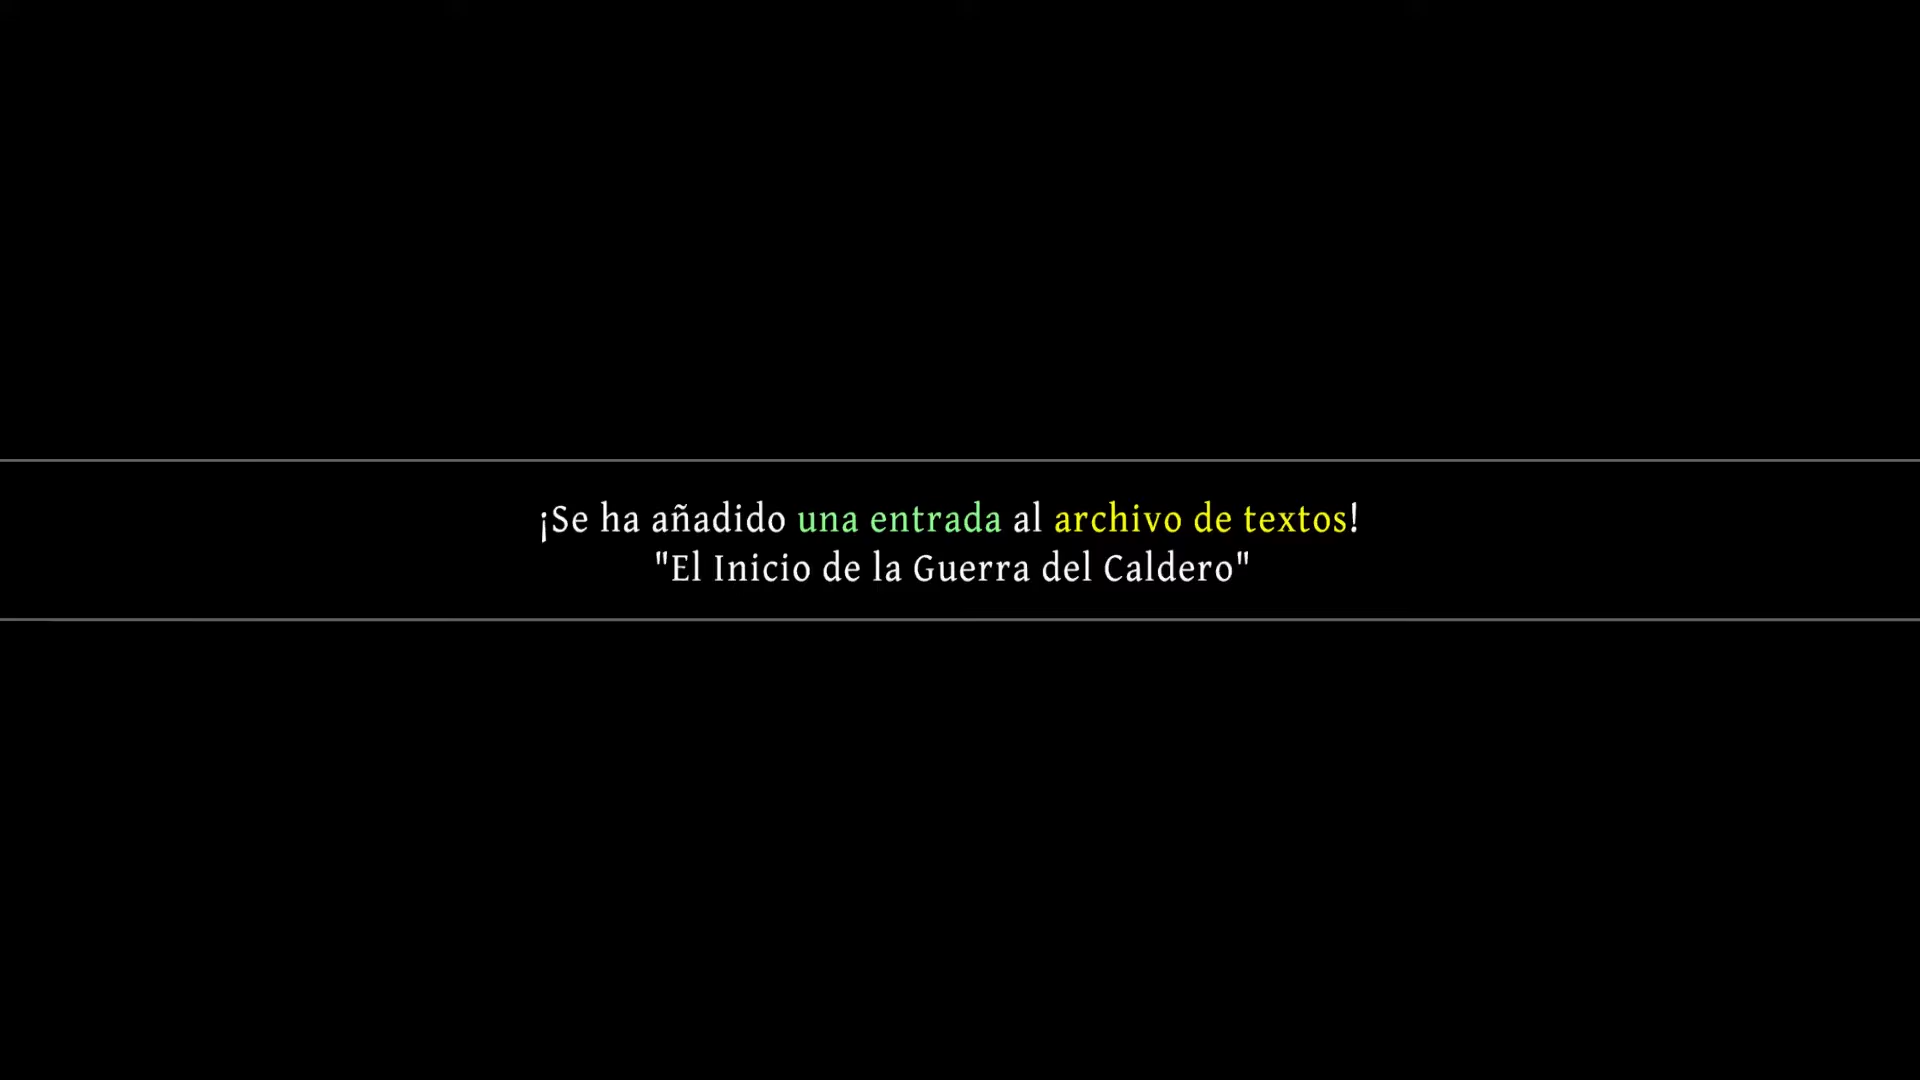 ¡Se ha añadido una entrada al archivo de textos!
"El Inicio de la Guerra del Caldero"